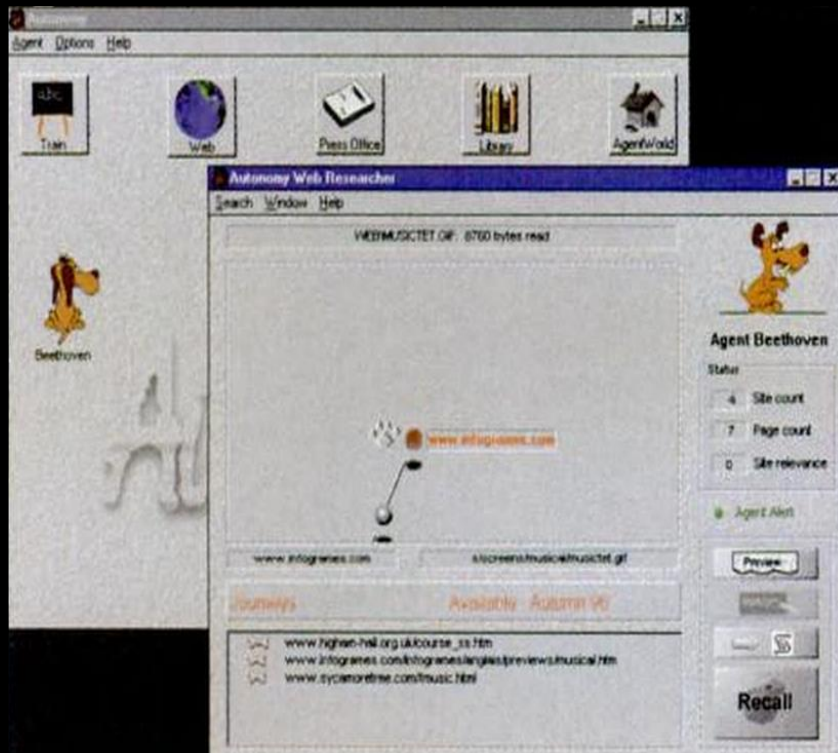 Autonomy
Agent Options Help
Train Web Press Office Library AgentWorld
Beethoven
Autonomy Web Researcher
Search Window Help
WEB\MUSICTET.GIF: 8760 bytes read
www.infogrames.com
www.infogrames.com s/screens/musical/musictet.gif
Journeys Available - Autumn 96
www.higham-hall.org.uk/course_ss.htm
www.infogrames.com/infogrames/anglais/previews/musical.htm
www.sycamoretree.com/tmusic.html
Agent Beethoven
Status
4 Site count
7 Page count
0 Site relevance
Agent Alert
Preview
Recall